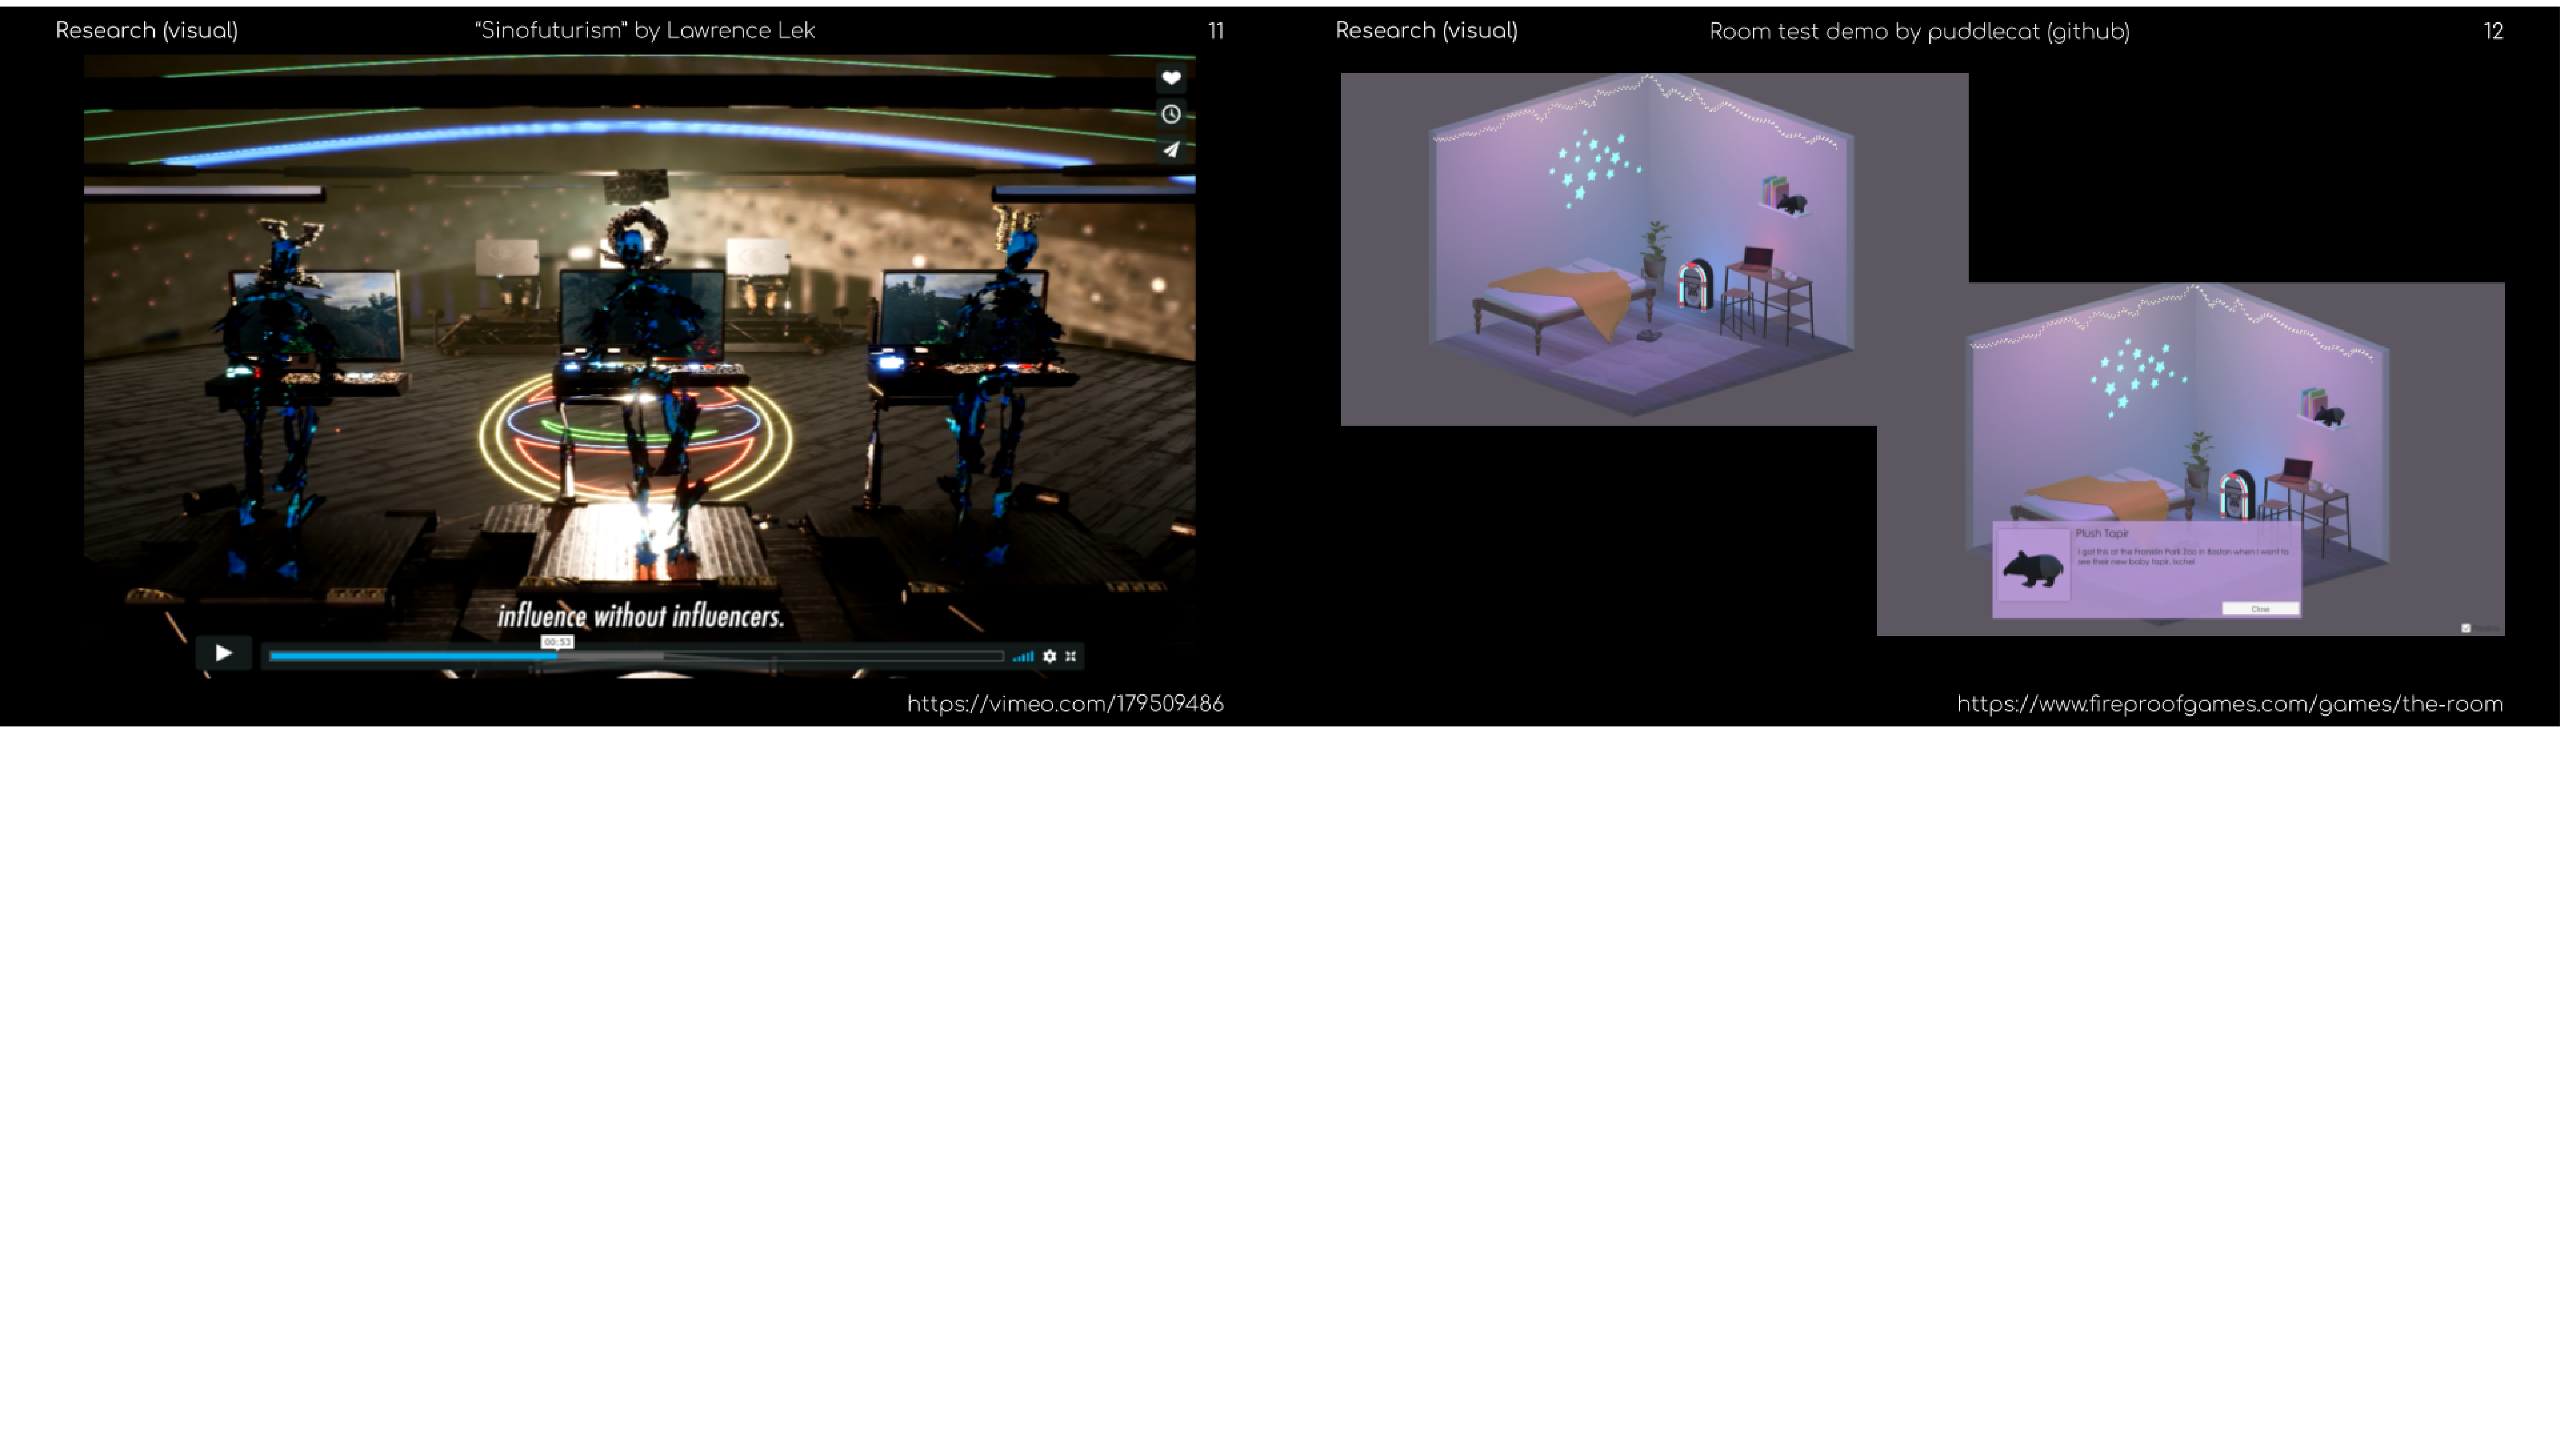 Research (visual)
“Sinofuturism” by Lawrence Lek
11
influence without influencers.
00:53
https://vimeo.com/179509486
Research (visual)
Room test demo by puddlecat (github)
12
Plush Tapir
I got this at the Franklin Park Zoo in Boston when I went to
see their new baby tapir, Ixchel
Close
https://www.fireproofgames.com/games/the-room